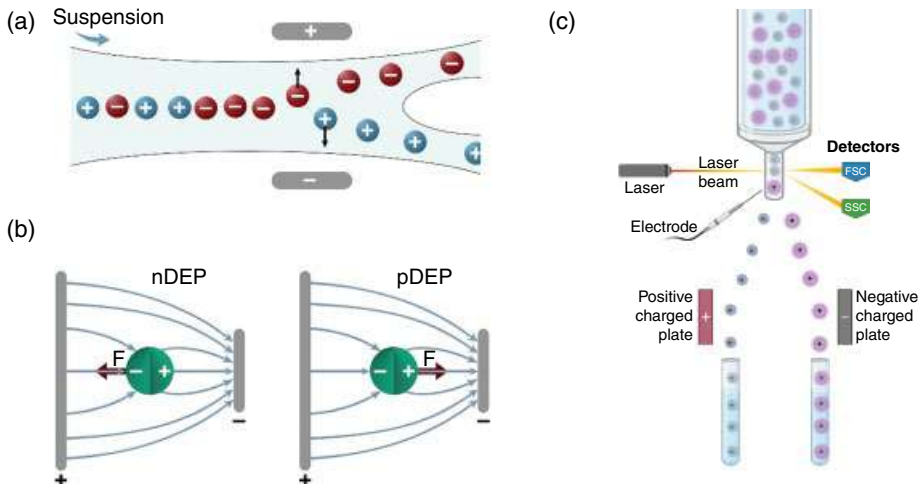 (a)
Suspension
+
+ − + + − − − − − − −
+ + + +
−
(b)
nDEP
pDEP
F
F
− +
− +
−
−
+
+
(c)
Detectors
Laser
beam
FSC
Laser
SSC
Electrode
Positive
charged
plate
+
−
Negative
charged
plate